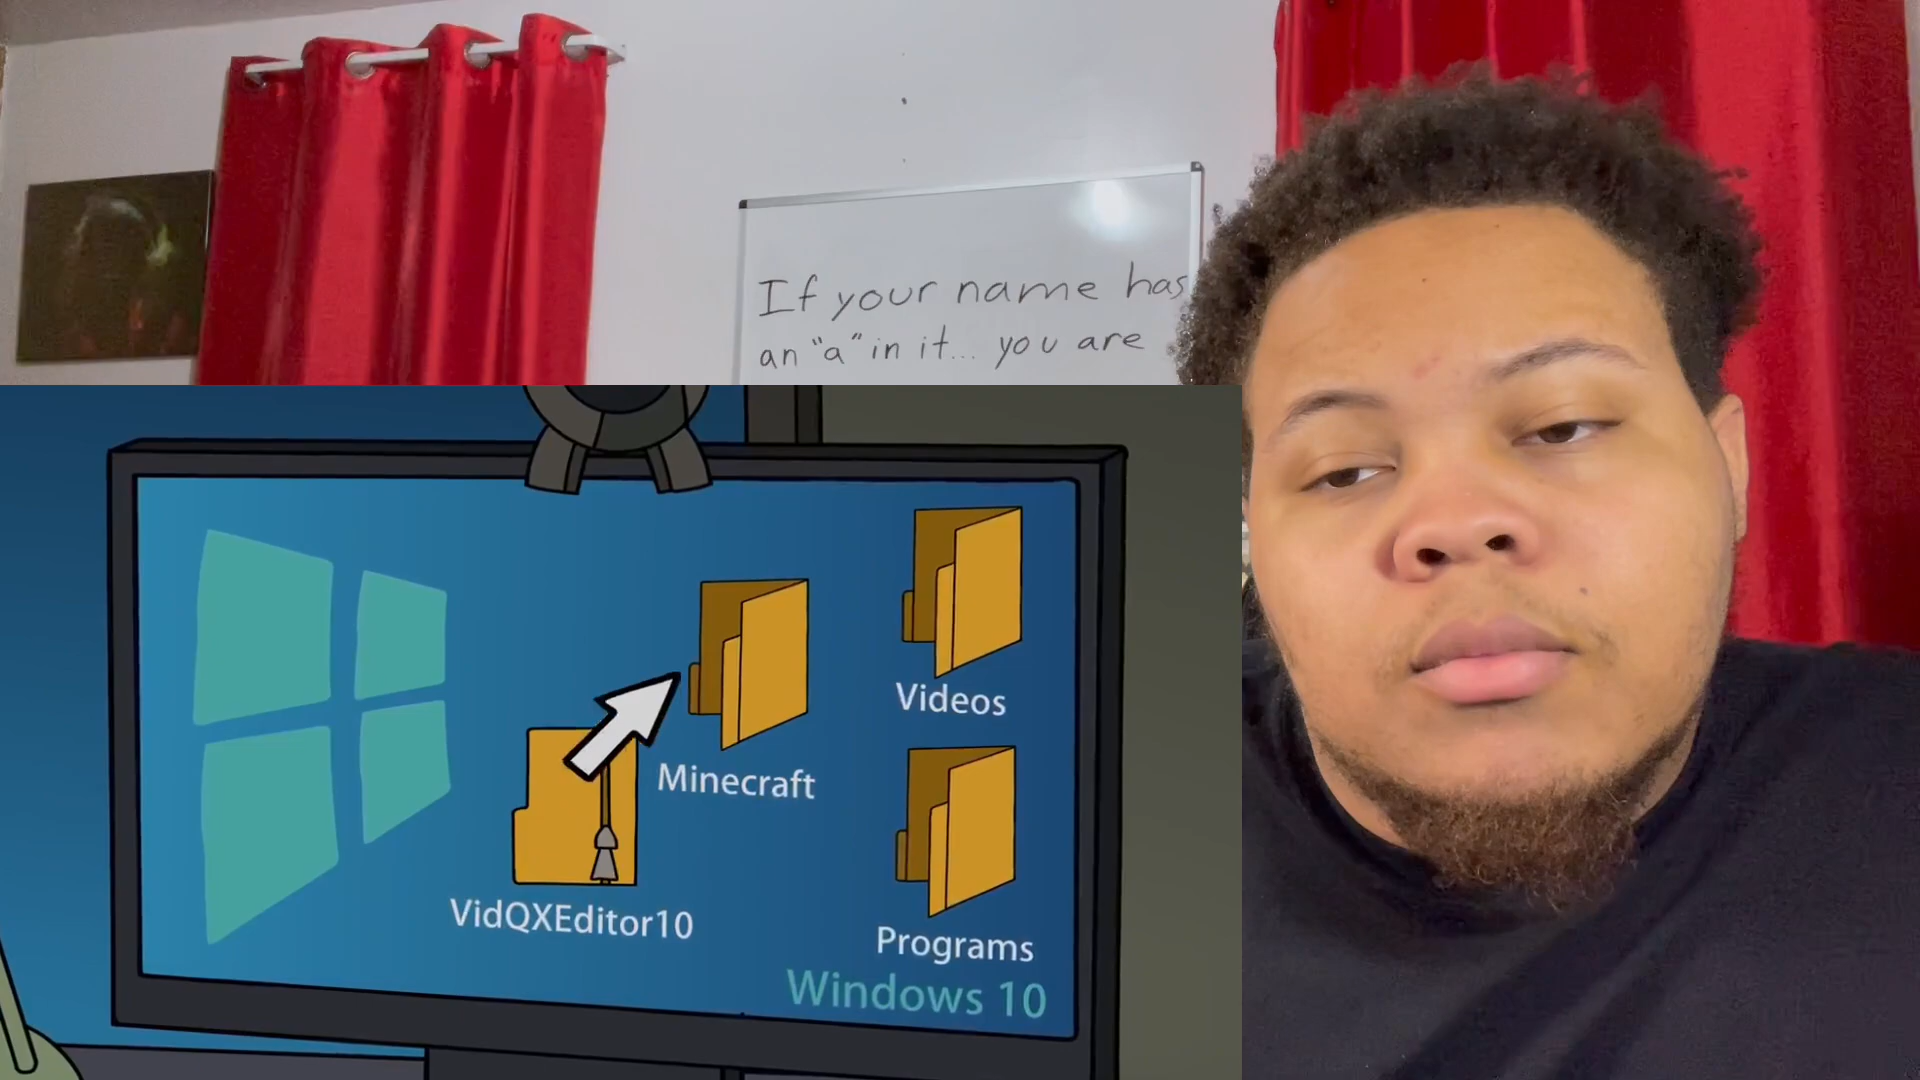 If your name has
an "a" in it... you are
Videos
Minecraft
VidQXEditor10
Programs
Windows 10